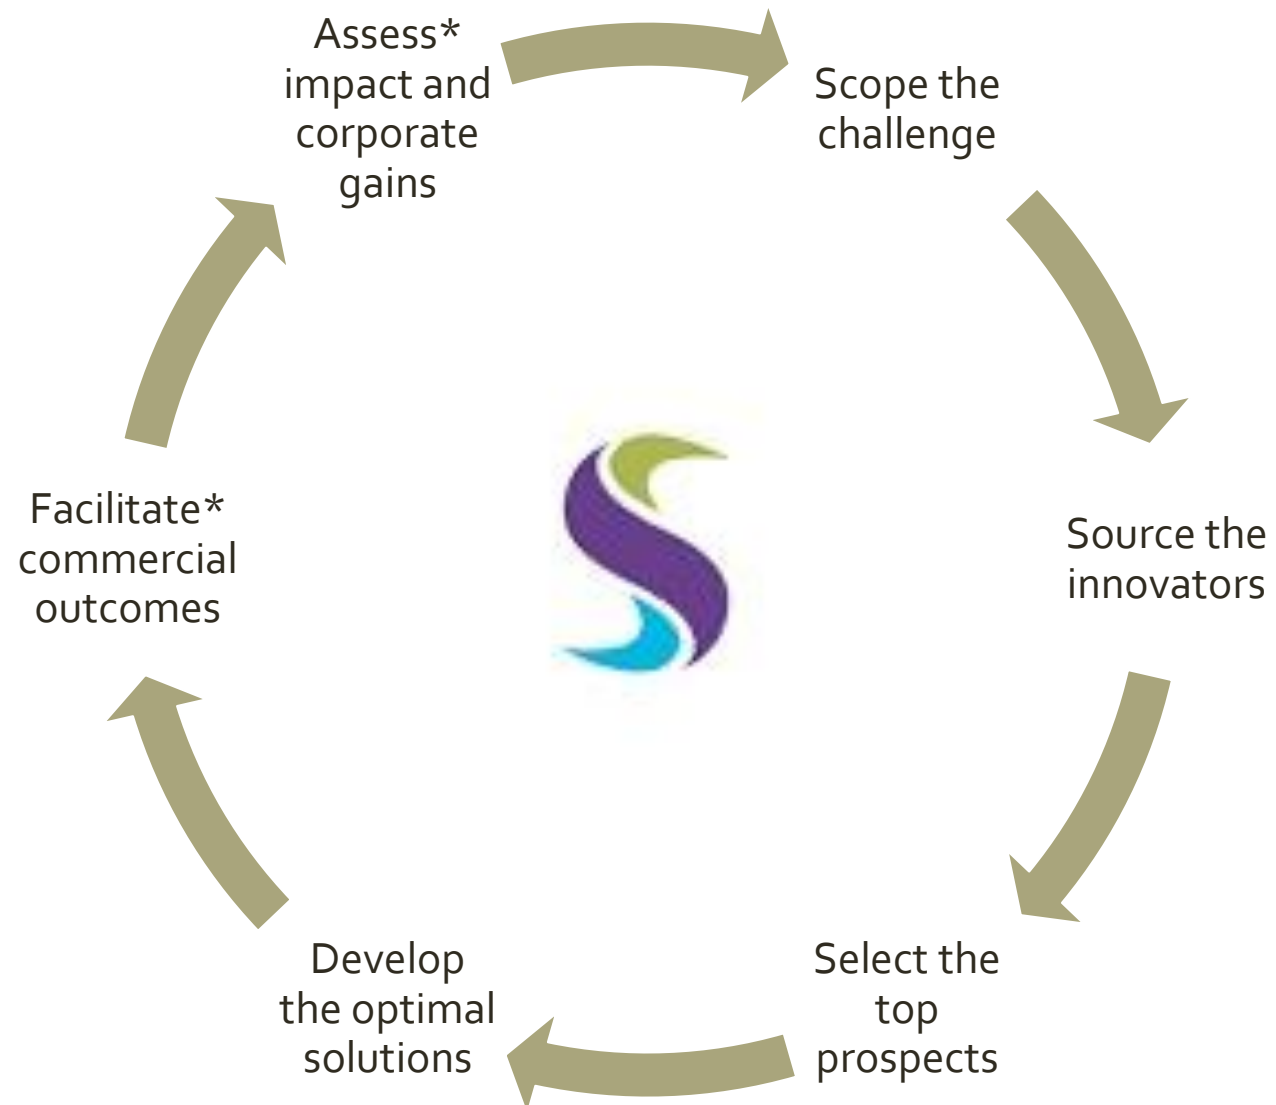 Assess*
impact and
corporate
gains
Scope the
challenge
Source the
innovators
Select the
top
prospects
Develop
the optimal
solutions
Facilitate*
commercial
outcomes